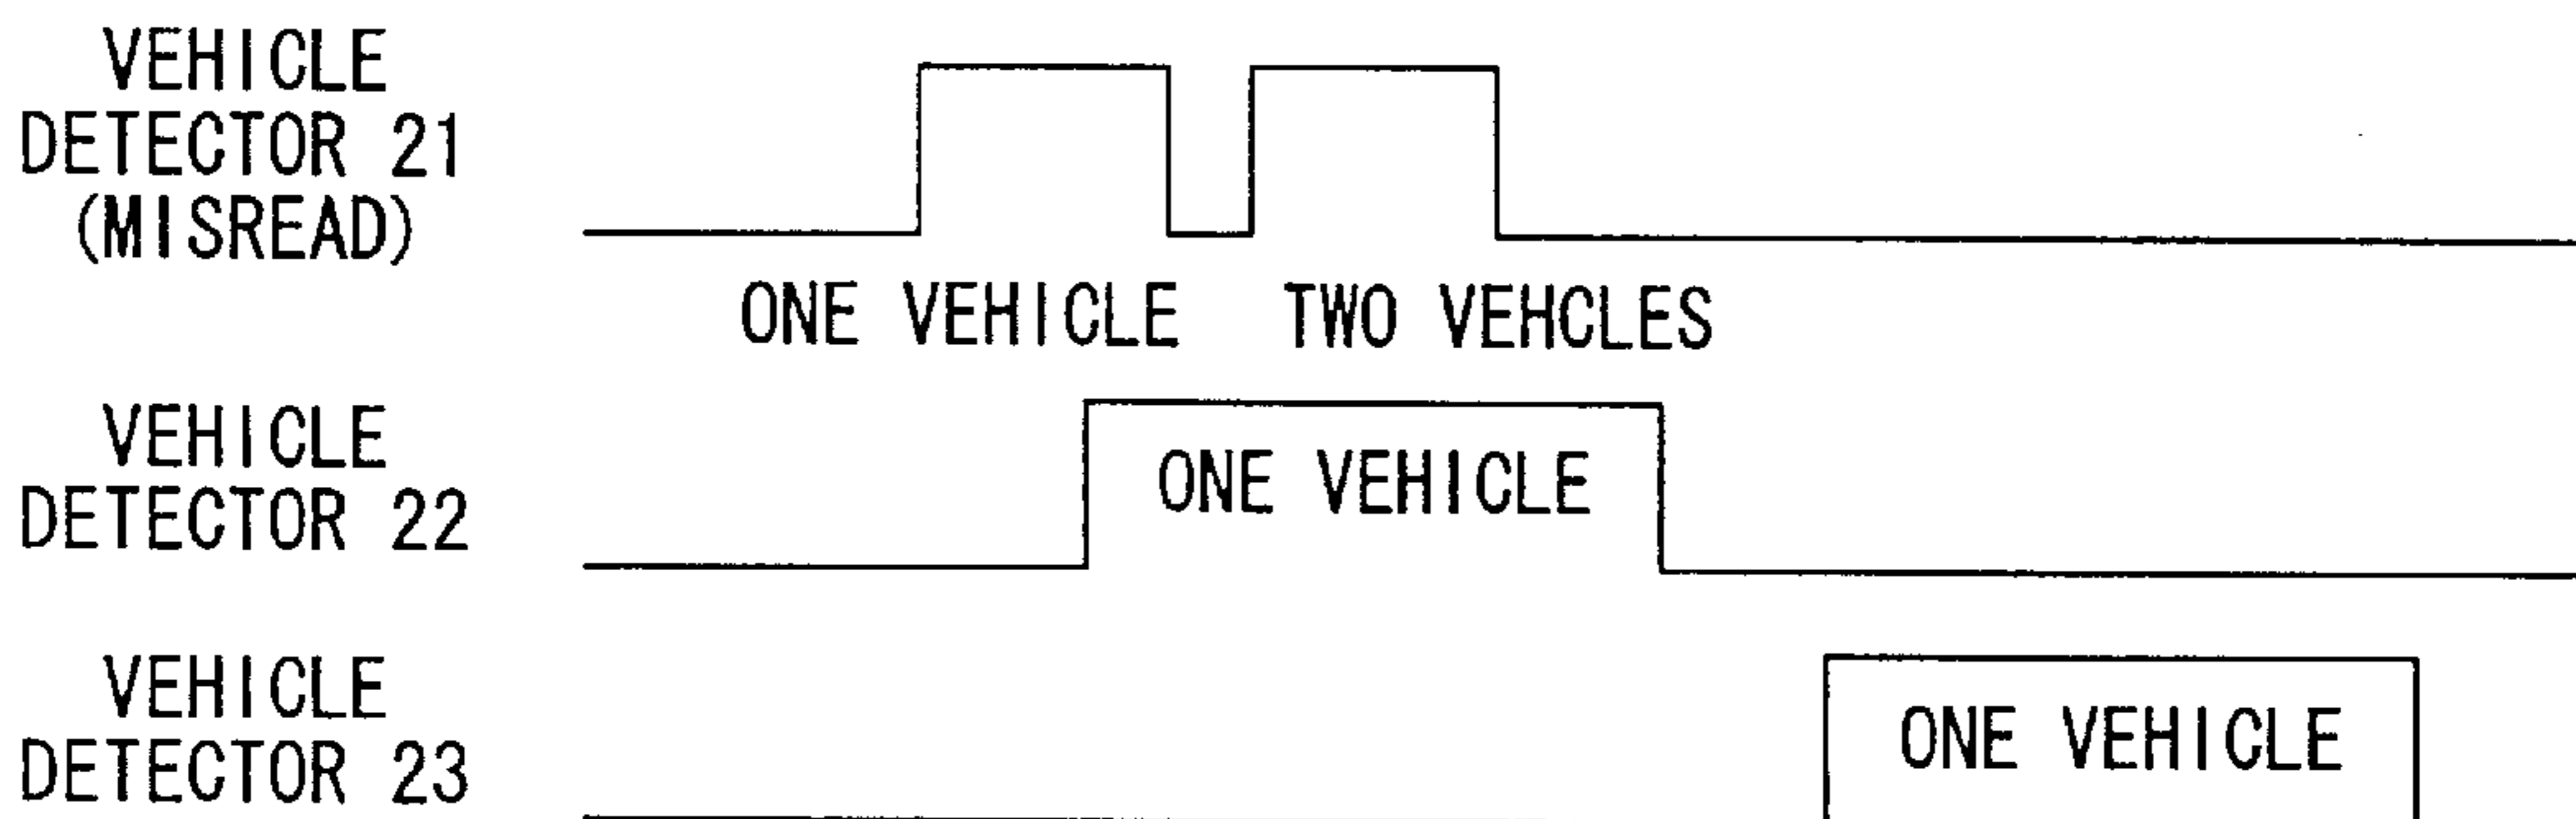 VEHICLE
DETECTOR 21
(MISREAD)
ONE VEHICLE TWO VEHCLES
VEHICLE
DETECTOR 22
ONE VEHICLE
VEHICLE
DETECTOR 23
ONE VEHICLE